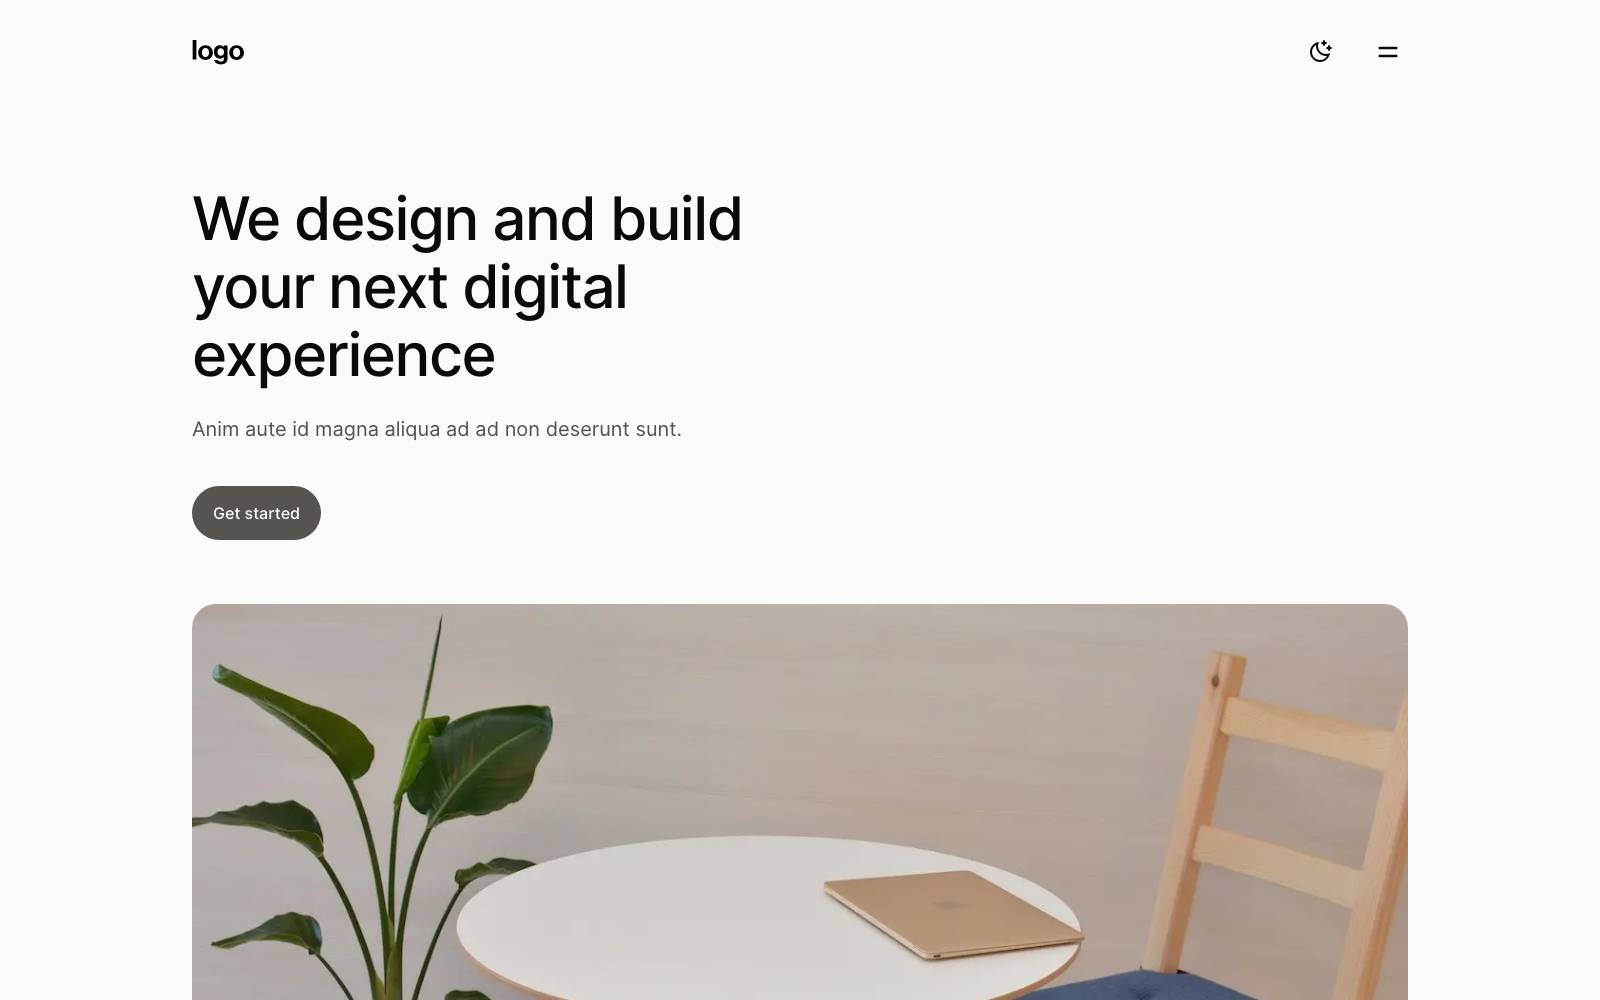 logo
We design and build
your next digital
experience
Anim aute id magna aliqua ad ad non deserunt sunt.
Get started